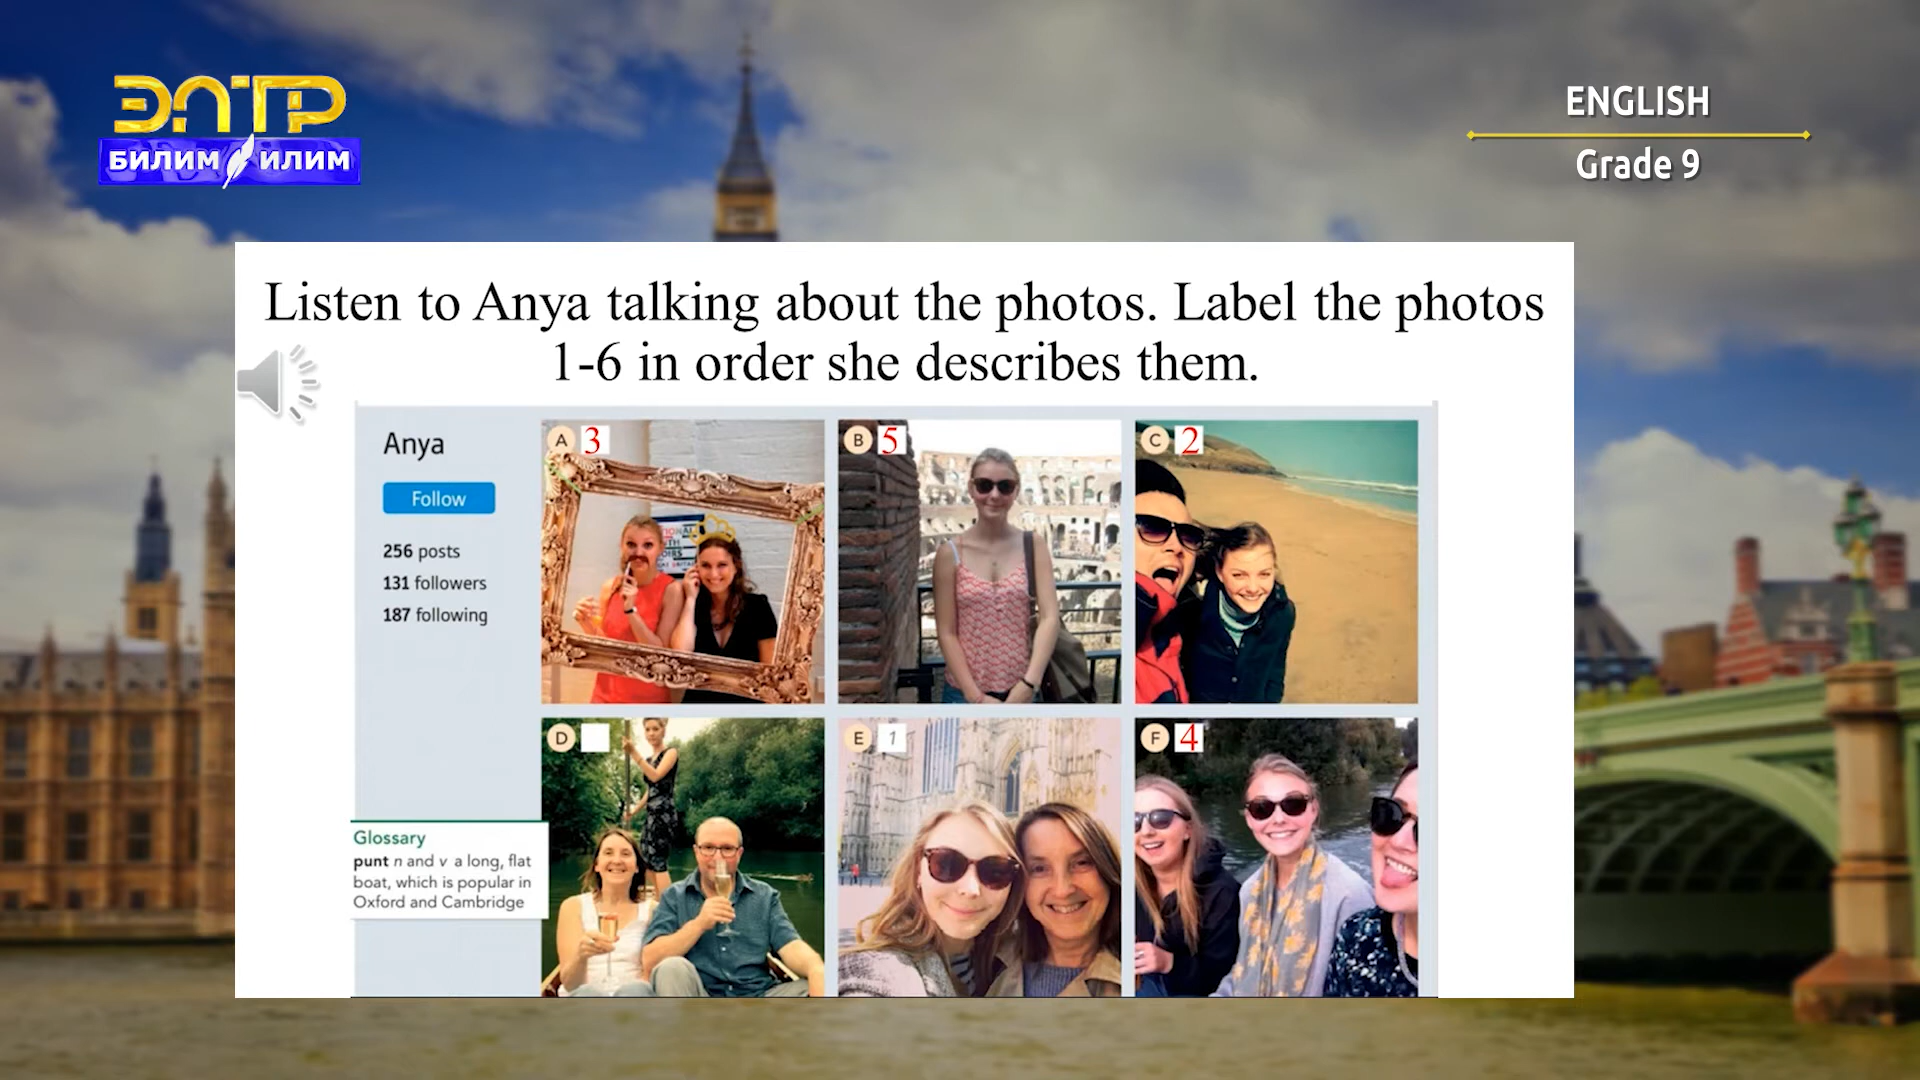 ЭЛТР
БИЛИМ ИЛИМ
ENGLISH
Grade 9
Listen to Anya talking about the photos. Label the photos
1-6 in order she describes them.
Anya
Follow
256 posts
131 followers
187 following
A 3
B 5
C 2
D
E 1
F 4
Glossary
punt n and v a long, flat
boat, which is popular in
Oxford and Cambridge